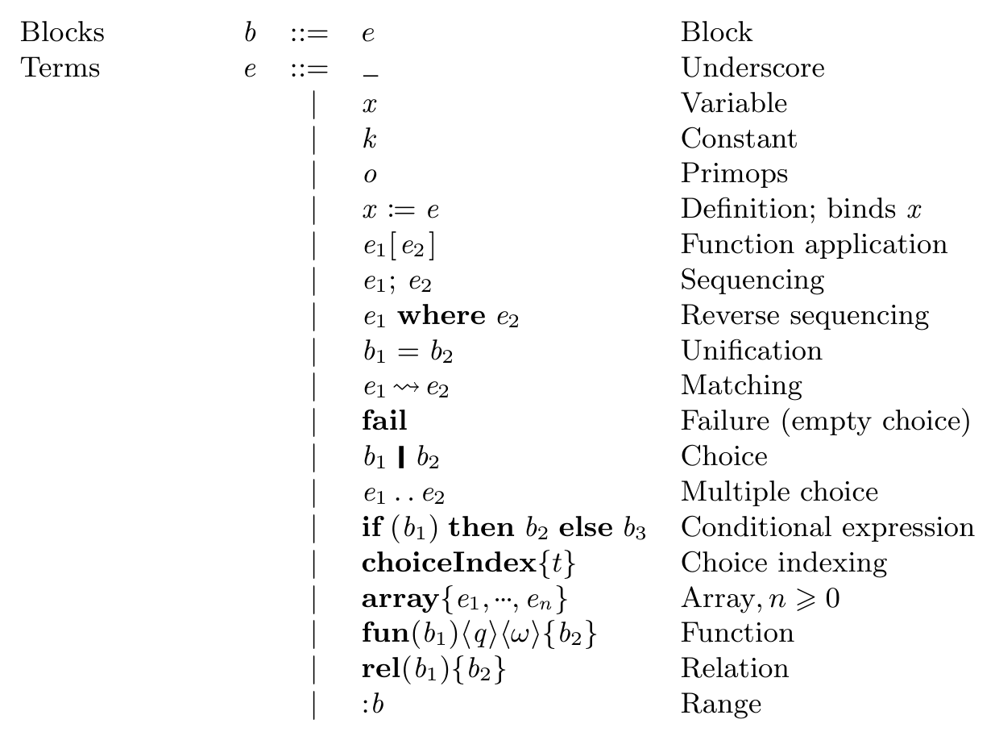 Blocks b ::= e Block
Terms e ::= _ Underscore
| x Variable
| k Constant
| o Primops
| x := e Definition; binds x
| e₁[e₂] Function application
| e₁; e₂ Sequencing
| e₁ where e₂ Reverse sequencing
| b₁ = b₂ Unification
| e₁ ⇝ e₂ Matching
| fail Failure (empty choice)
| b₁ ❙ b₂ Choice
| e₁ .. e₂ Multiple choice
| if (b₁) then b₂ else b₃ Conditional expression
| choiceIndex{t} Choice indexing
| array{e₁,⋯, eₙ} Array, n ⩾ 0
| fun(b₁)⟨q⟩⟨ω⟩{b₂} Function
| rel(b₁){b₂} Relation
| :b Range